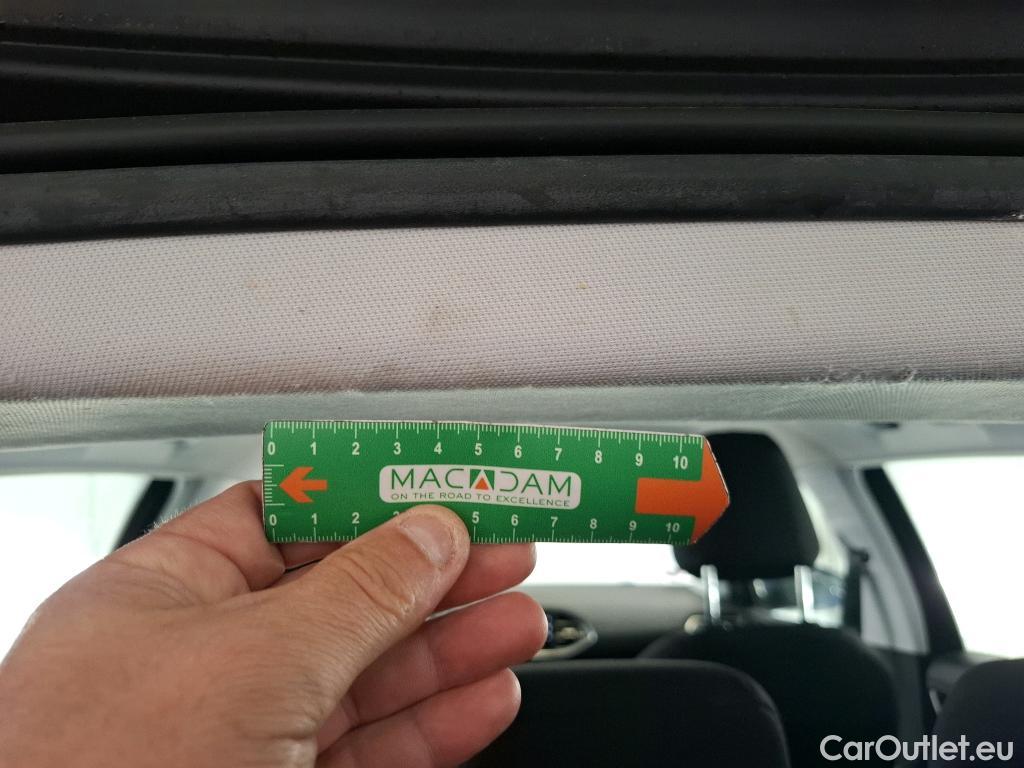 0 1 2 3 4 5 6 7 8 9 10
MACADAM
ON THE ROAD TO EXCELLENCE
0 1 2 3 5 6 7 8 9 10
CarOutlet.eu